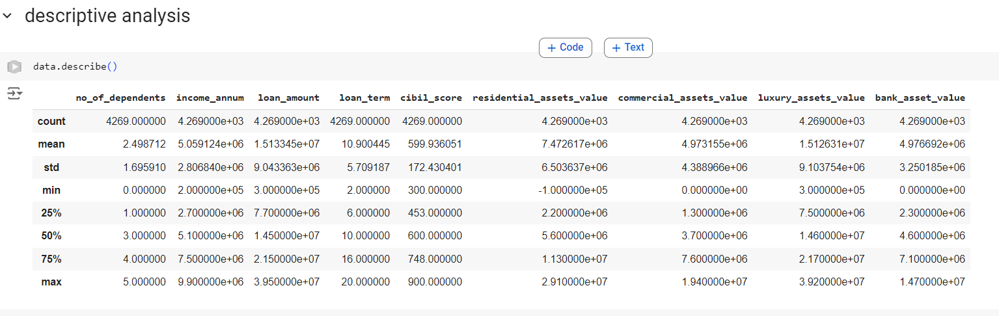 descriptive analysis
+ Code + Text
data.describe()
no_of_dependents income_annum loan_amount loan_term cibil_score residential_assets_value commercial_assets_value luxury_assets_value bank_asset_value
count 4269.000000 4.269000e+03 4.269000e+03 4269.000000 4269.000000 4.269000e+03 4.269000e+03 4.269000e+03 4.269000e+03
mean 2.498712 5.059124e+06 1.513345e+07 10.900445 599.936051 7.472617e+06 4.973155e+06 1.512631e+07 4.976692e+06
std 1.695910 2.806840e+06 9.043363e+06 5.709187 172.430401 6.503637e+06 4.388966e+06 9.103754e+06 3.250185e+06
min 0.000000 2.000000e+05 3.000000e+05 2.000000 300.000000 -1.000000e+05 0.000000e+00 3.000000e+05 0.000000e+00
25% 1.000000 2.700000e+06 7.700000e+06 6.000000 453.000000 2.200000e+06 1.300000e+06 7.500000e+06 2.300000e+06
50% 3.000000 5.100000e+06 1.450000e+07 10.000000 600.000000 5.600000e+06 3.700000e+06 1.460000e+07 4.600000e+06
75% 4.000000 7.500000e+06 2.150000e+07 16.000000 748.000000 1.130000e+07 7.600000e+06 2.170000e+07 7.100000e+06
max 5.000000 9.900000e+06 3.950000e+07 20.000000 900.000000 2.910000e+07 1.940000e+07 3.920000e+07 1.470000e+07